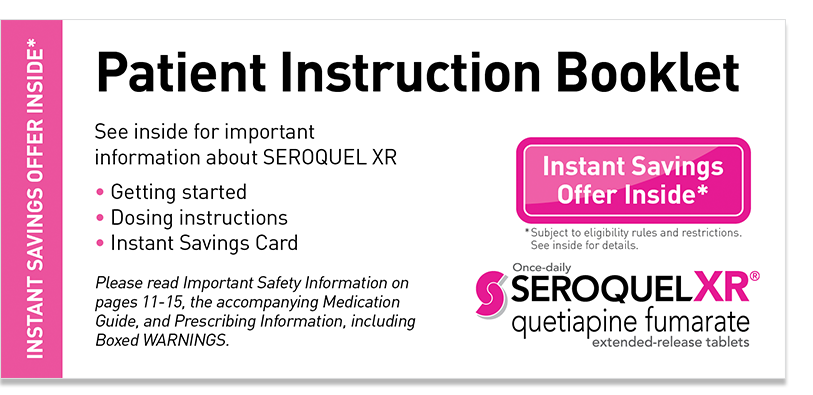 INSTANT SAVINGS OFFER INSIDE*
Patient Instruction Booklet
See inside for important
information about SEROQUEL XR
• Getting started
• Dosing instructions
• Instant Savings Card
Please read Important Safety Information on
pages 11-15, the accompanying Medication
Guide, and Prescribing Information, including
Boxed WARNINGS.
Instant Savings
Offer Inside*
*Subject to eligibility rules and restrictions.
See inside for details.
Once-daily
SEROQUEL XR®
quetiapine fumarate
extended-release tablets